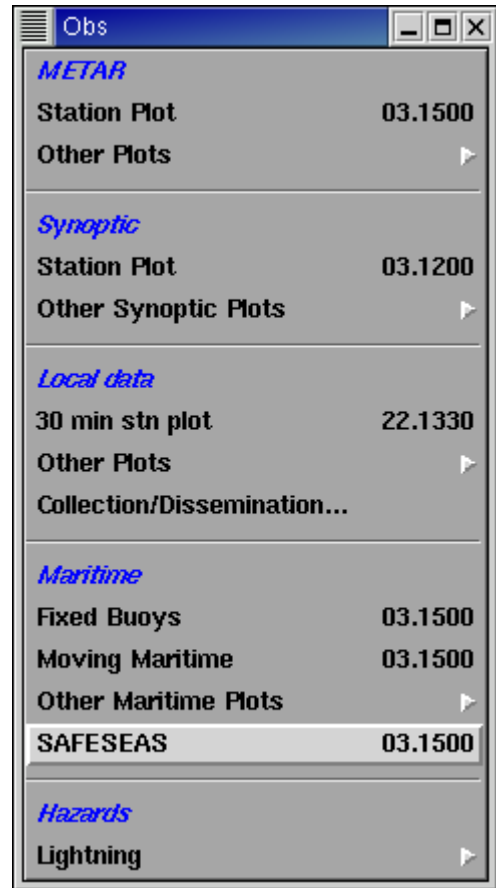 Obs
METAR
Station Plot 03.1500
Other Plots
Synoptic
Station Plot 03.1200
Other Synoptic Plots
Local data
30 min stn plot 22.1330
Other Plots
Collection/Dissemination...
Maritime
Fixed Buoys 03.1500
Moving Maritime 03.1500
Other Maritime Plots
SAFESEAS 03.1500
Hazards
Lightning